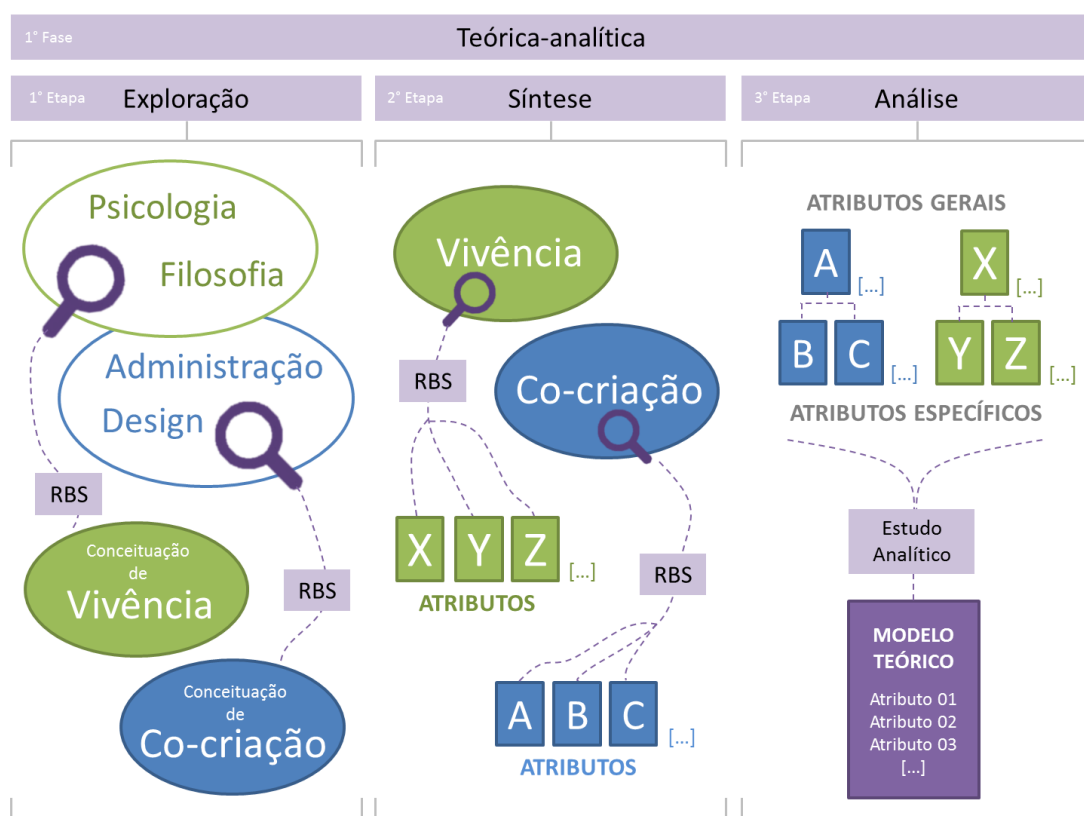 1° Fase
Teórica-analítica
1° Etapa
Exploração
2° Etapa
Síntese
3° Etapa
Análise
Psicologia
Filosofia
Administração
Design
RBS
Conceituação
de
Vivência
RBS
Conceituação
de
Co-criação
Vivência
Co-criação
RBS
X Y Z [...]
ATRIBUTOS
RBS
A B C [...]
ATRIBUTOS
ATRIBUTOS GERAIS
A [...] X [...]
B C [...] Y Z [...]
ATRIBUTOS ESPECÍFICOS
Estudo
Analítico
MODELO
TEÓRICO
Atributo 01
Atributo 02
Atributo 03
[...]